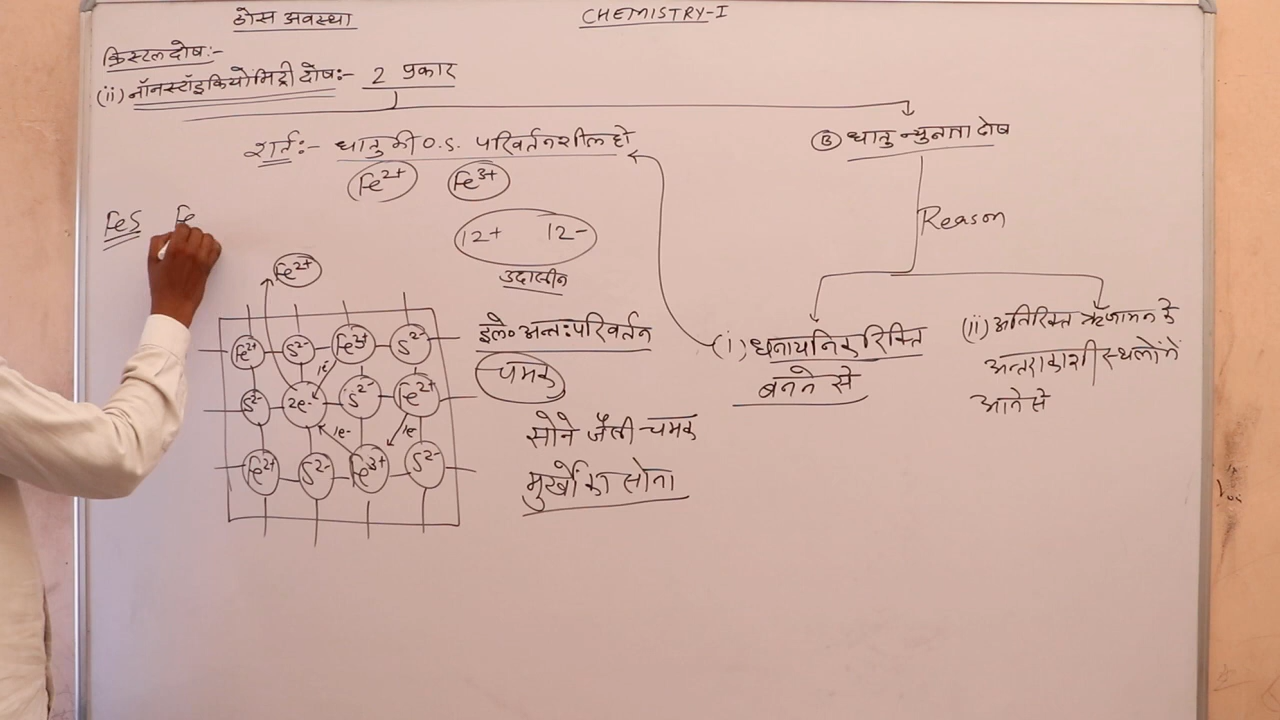 ठोस अवस्था
CHEMISTRY-I
क्रिस्टल दोष:-
(ii) नॉनस्टॉइकियोमिट्री दोष:- 2 प्रकार
शर्त:- धातु की O.S. परिवर्तनशील हो
Ⓑ धातु न्युनता दोष
Fe2+ Fe3+
FeS Fe
12+ 12-
उदासीन
Reason
Fe2+
Fe2+ S2- S2-
1e
इले० अन्त:परिवर्तन
(i) धनायनिक रिक्ति
बनने से
(ii) अतिरिक्त ऋणायन के
अन्तराकाशी स्थलों में
आने से
चमक
S2- 2e- S2- Fe2+
1e- 1e
सोने जैसी चमक
Fe2+ S2- Fe3+ S2-
मुर्खों का सोना